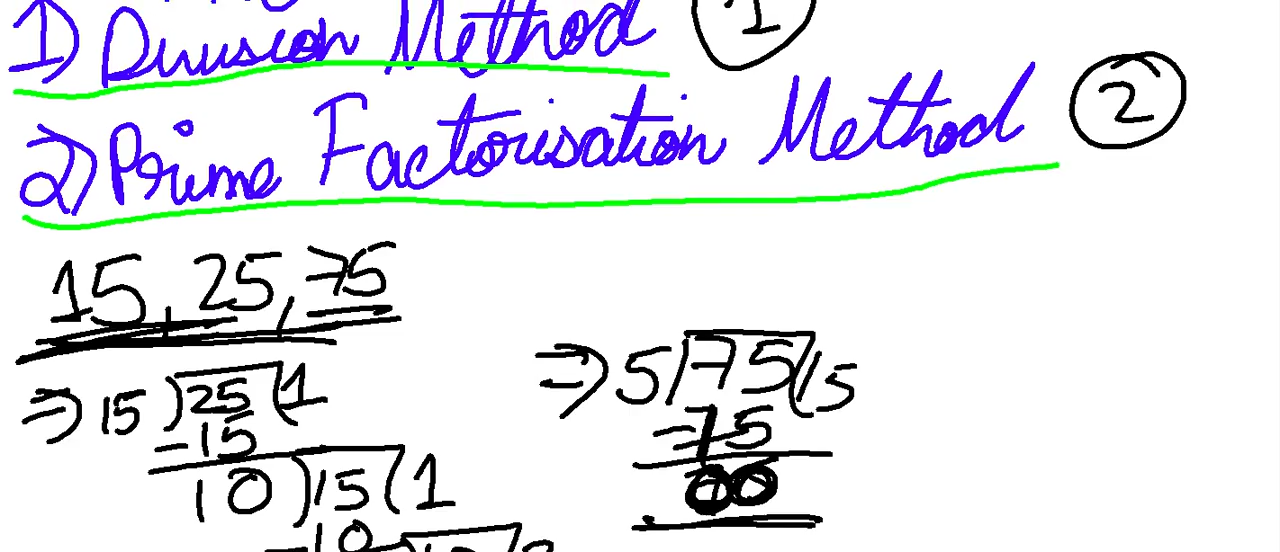 1) Division Method 1
2) Prime Factorisation Method 2
15, 25, 75
⇒ 15 ) 25 ( 1
- 15
10 ) 15 ( 1
- 10
⇒ 5 ) 75 ( 15
- 75
00